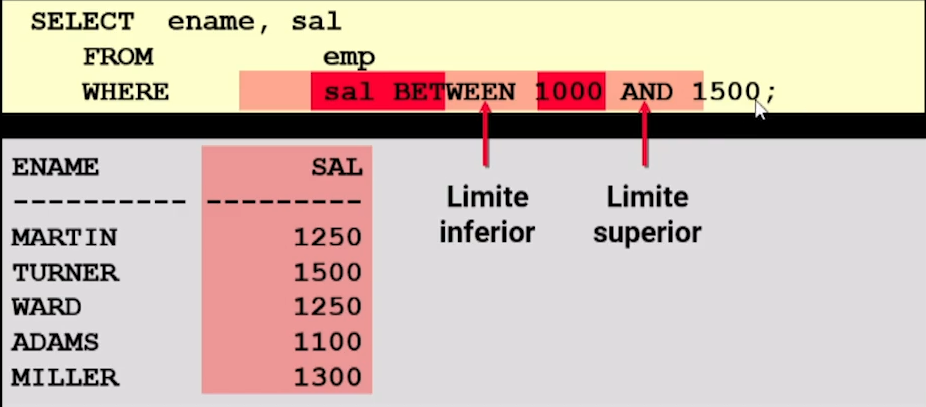 SELECT ename, sal
FROM emp
WHERE sal BETWEEN 1000 AND 1500;
ENAME SAL
---------- ---------
MARTIN 1250
TURNER 1500
WARD 1250
ADAMS 1100
MILLER 1300
Limite
inferior
Limite
superior